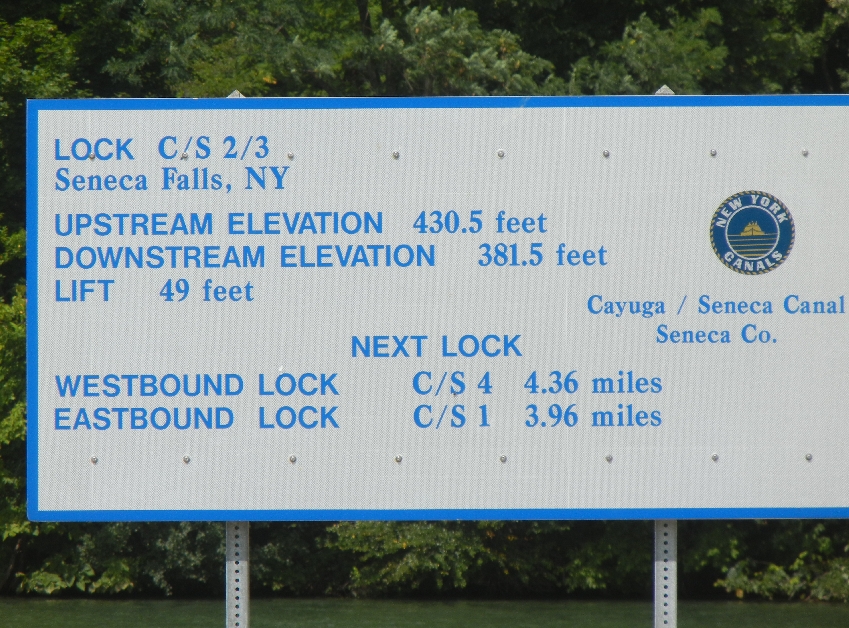 LOCK C/S 2/3
Seneca Falls, NY
UPSTREAM ELEVATION 430.5 feet
DOWNSTREAM ELEVATION 381.5 feet
LIFT 49 feet
NEW YORK
CANALS
Cayuga / Seneca Canal
Seneca Co.
NEXT LOCK
WESTBOUND LOCK C/S 4 4.36 miles
EASTBOUND LOCK C/S 1 3.96 miles